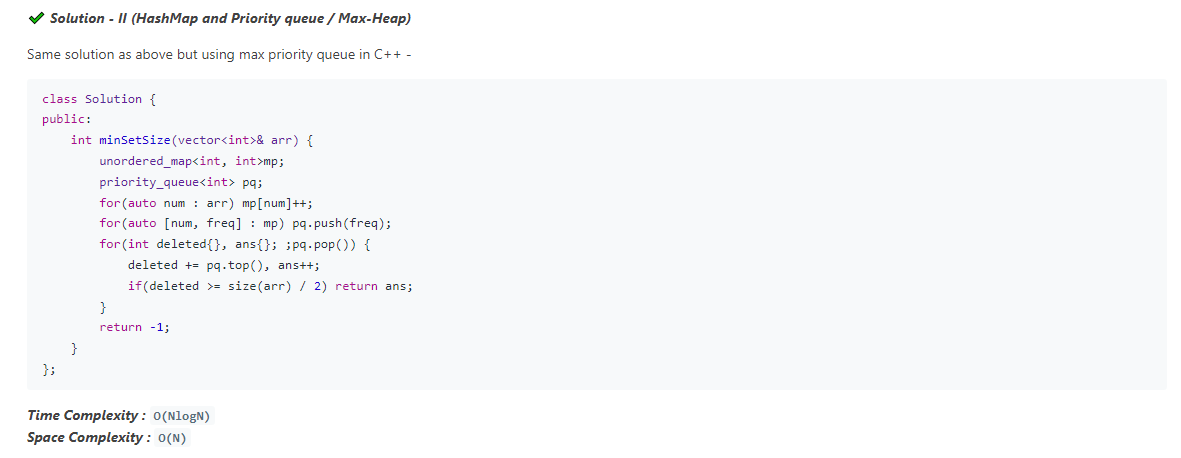 ✔ Solution - II (HashMap and Priority queue / Max-Heap)
Same solution as above but using max priority queue in C++ -
class Solution {
public:
    int minSetSize(vector<int>& arr) {
        unordered_map<int, int>mp;
        priority_queue<int> pq;
        for(auto num : arr) mp[num]++;
        for(auto [num, freq] : mp) pq.push(freq);
        for(int deleted{}, ans{}; ;pq.pop()) {
            deleted += pq.top(), ans++;
            if(deleted >= size(arr) / 2) return ans;
        }
        return -1;
    }
};
Time Complexity : O(NlogN)
Space Complexity : O(N)